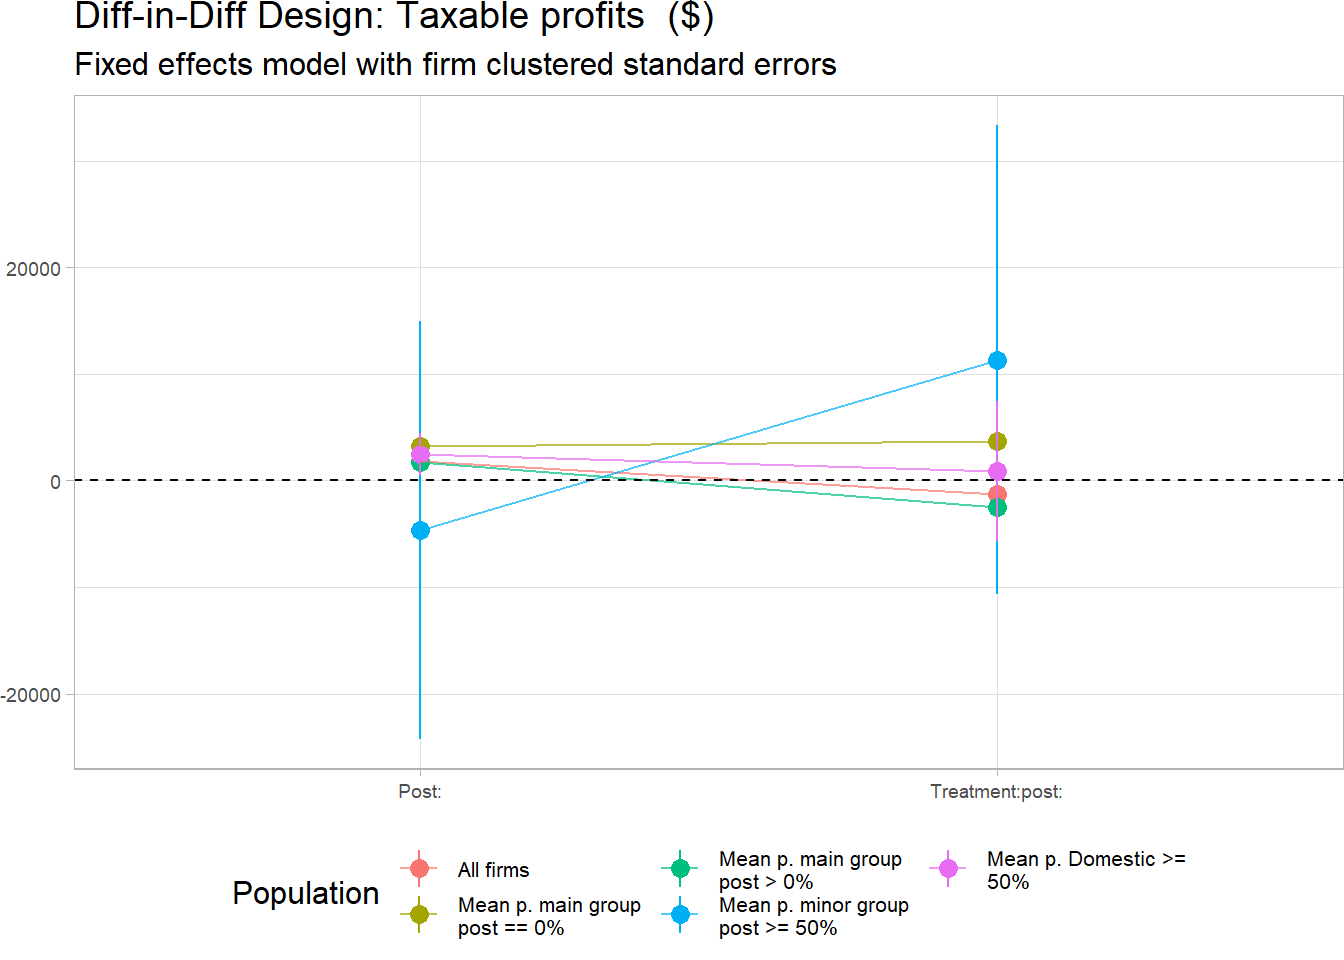 Diff-in-Diff Design: Taxable profits  ($)
Fixed effects model with firm clustered standard errors
20000
0
-20000
Post:
Treatment:post:
Population
All firms
Mean p. main group
post == 0%
Mean p. main group
post > 0%
Mean p. minor group
post >= 50%
Mean p. Domestic >=
50%